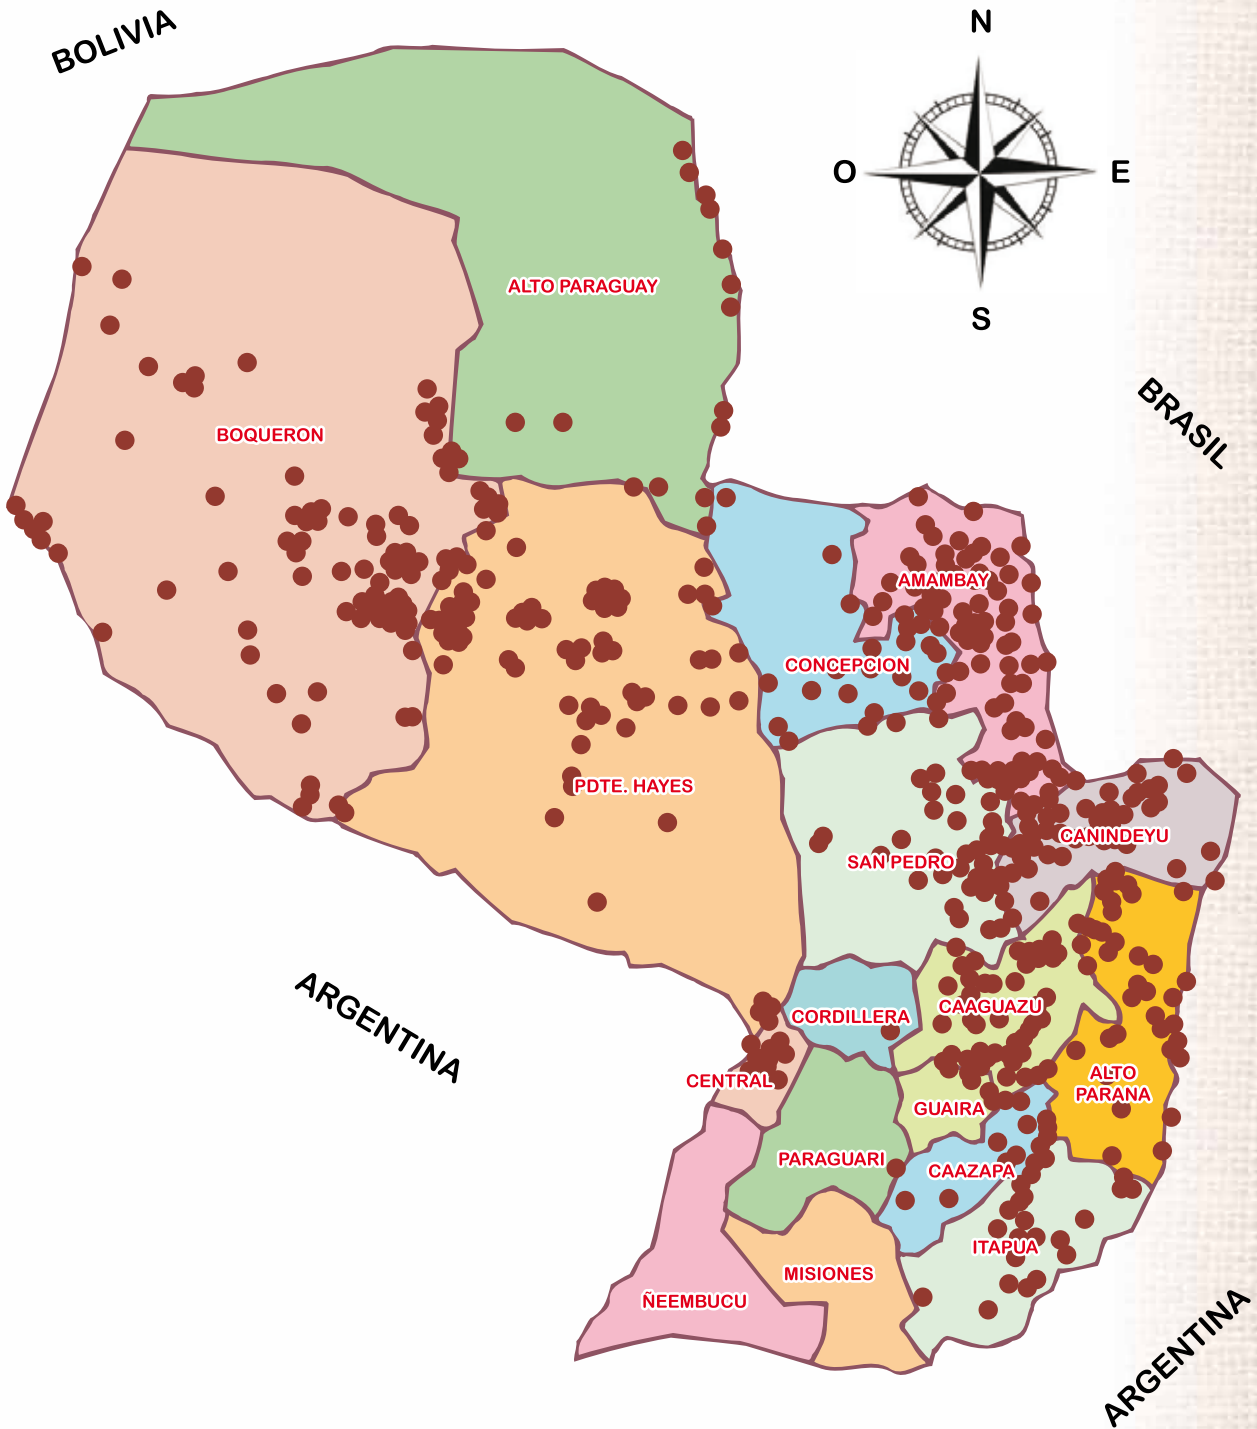 BOLIVIA
N
O
E
S
ALTO PARAGUAY
BRASIL
BOQUERON
AMAMBAY
CONCEPCION
PDTE. HAYES
CANINDEYU
SAN PEDRO
ARGENTINA
CORDILLERA
CAAGUAZU
CENTRAL
ALTO
PARANA
GUAIRA
PARAGUARI
CAAZAPA
ITAPUA
MISIONES
ÑEEMBUCU
ARGENTINA